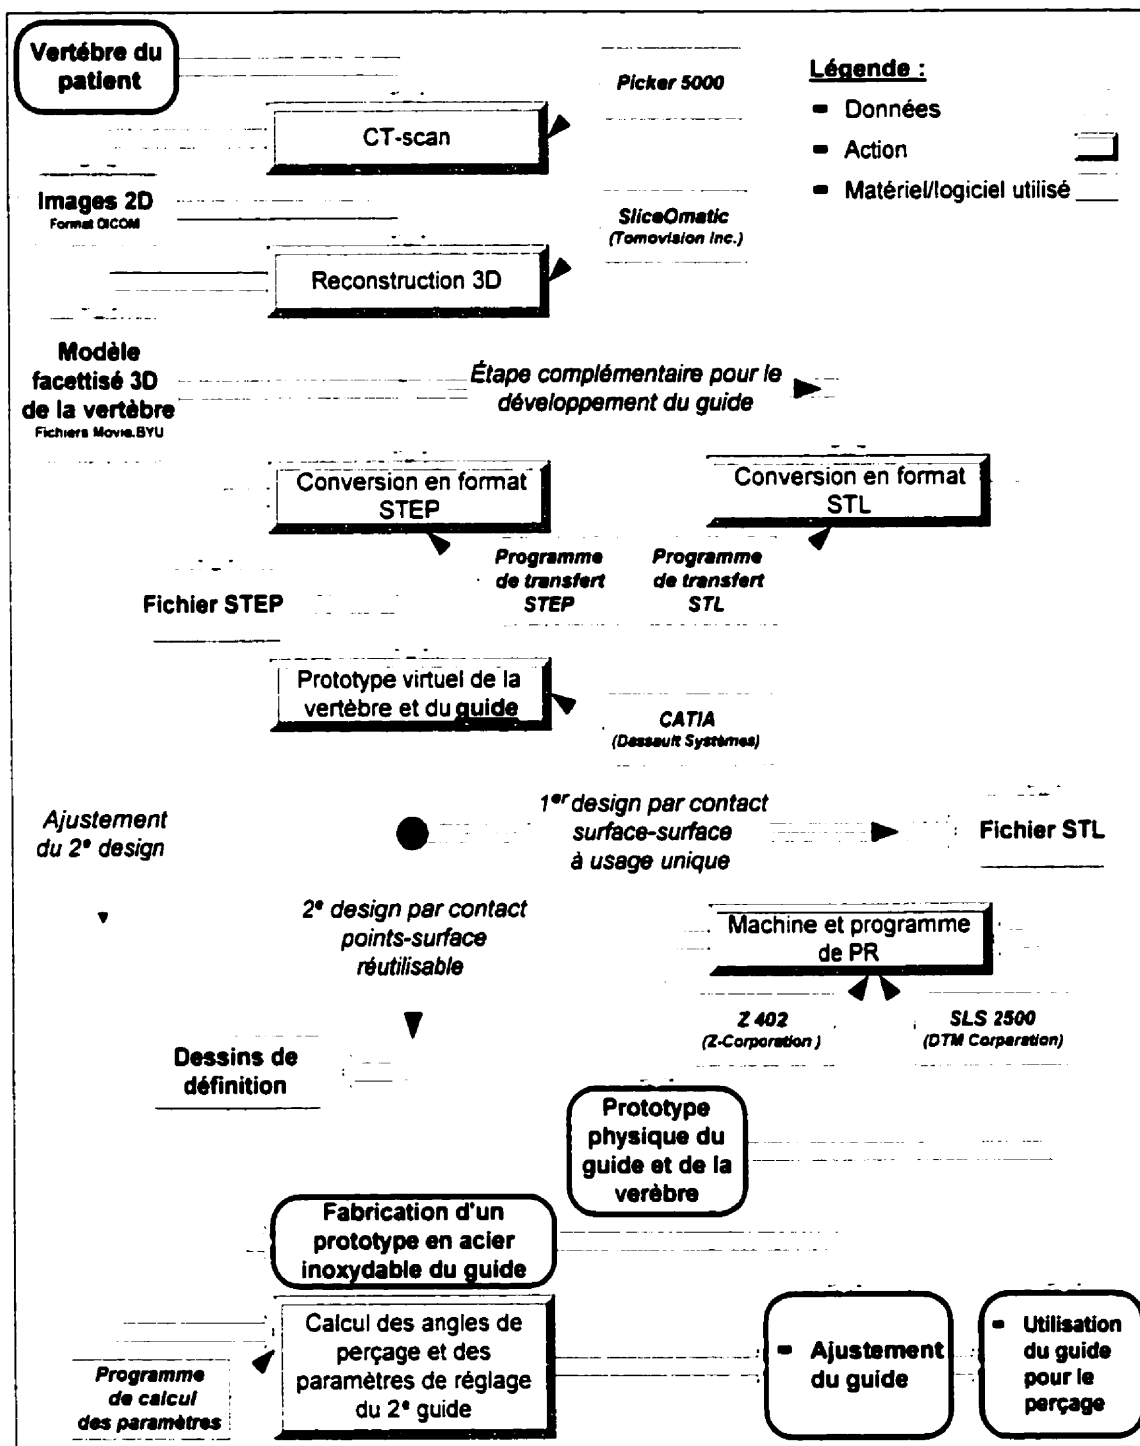 Vertébre du
patient
Picker 5000
Légende :
- Données
- Action
- Matériel/logiciel utilisé
CT-scan
Images 2D
Format DICOM
SliceOmatic
(Tomovision Inc.)
Reconstruction 3D
Modèle
facettisé 3D
de la vertèbre
Fichiers Movie.BYU
Étape complémentaire pour le
développement du guide
Conversion en format
STEP
Conversion en format
STL
Programme
de transfert
STEP
Programme
de transfert
STL
Fichier STEP
Prototype virtuel de la
vertèbre et du guide
CATIA
(Dassault Systèmes)
Ajustement
du 2e design
1er design par contact
surface-surface
à usage unique
Fichier STL
2e design par contact
points-surface
réutilisable
Machine et programme
de PR
Z 402
(Z-Corporation )
SLS 2500
(DTM Corperation)
Dessins de
définition
Prototype
physique du
guide et de la
verèbre
Fabrication d'un
prototype en acier
inoxydable du guide
Calcul des angles de
perçage et des
paramètres de réglage
du 2e guide
Programme
de calcul
des paramètres
- Ajustement
du guide
- Utilisation
du guide
pour le
perçage